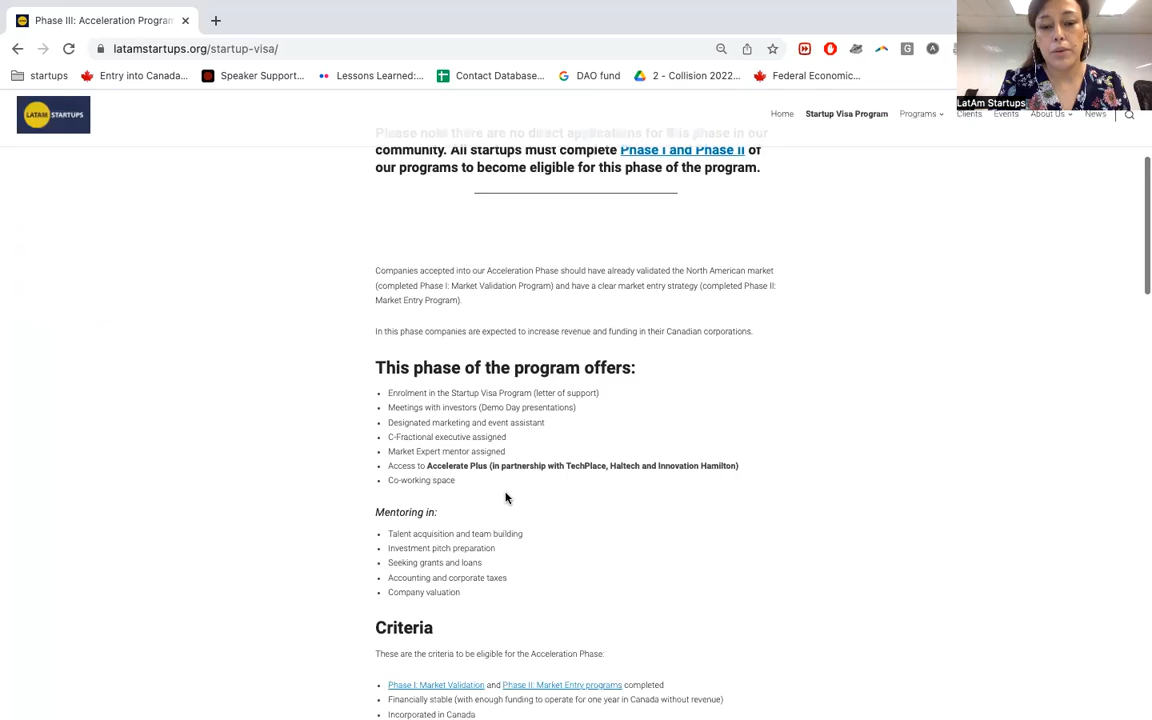 Phase III: Acceleration Program
latamstartups.org/startup-visa/
startups
Entry into Canada...
Speaker Support...
Lessons Learned:...
Contact Database...
DAO fund
2 - Collision 2022...
Federal Economic...
LatAm Startups
LATAM STARTUPS
Home
Startup Visa Program
Programs
Clients
Events
About Us
News
Please note there are no direct applications for this phase in our
community. All startups must complete Phase I and Phase II of
our programs to become eligible for this phase of the program.
Companies accepted into our Acceleration Phase should have already validated the North American market
(completed Phase I: Market Validation Program) and have a clear market entry strategy (completed Phase II:
Market Entry Program).
In this phase companies are expected to increase revenue and funding in their Canadian corporations.
This phase of the program offers:
Enrolment in the Startup Visa Program (letter of support)
Meetings with investors (Demo Day presentations)
Designated marketing and event assistant
C-Fractional executive assigned
Market Expert mentor assigned
Access to Accelerate Plus (in partnership with TechPlace, Haltech and Innovation Hamilton)
Co-working space
Mentoring in:
Talent acquisition and team building
Investment pitch preparation
Seeking grants and loans
Accounting and corporate taxes
Company valuation
Criteria
These are the criteria to be eligible for the Acceleration Phase:
Phase I: Market Validation and Phase II: Market Entry programs completed
Financially stable (with enough funding to operate for one year in Canada without revenue)
Incorporated in Canada